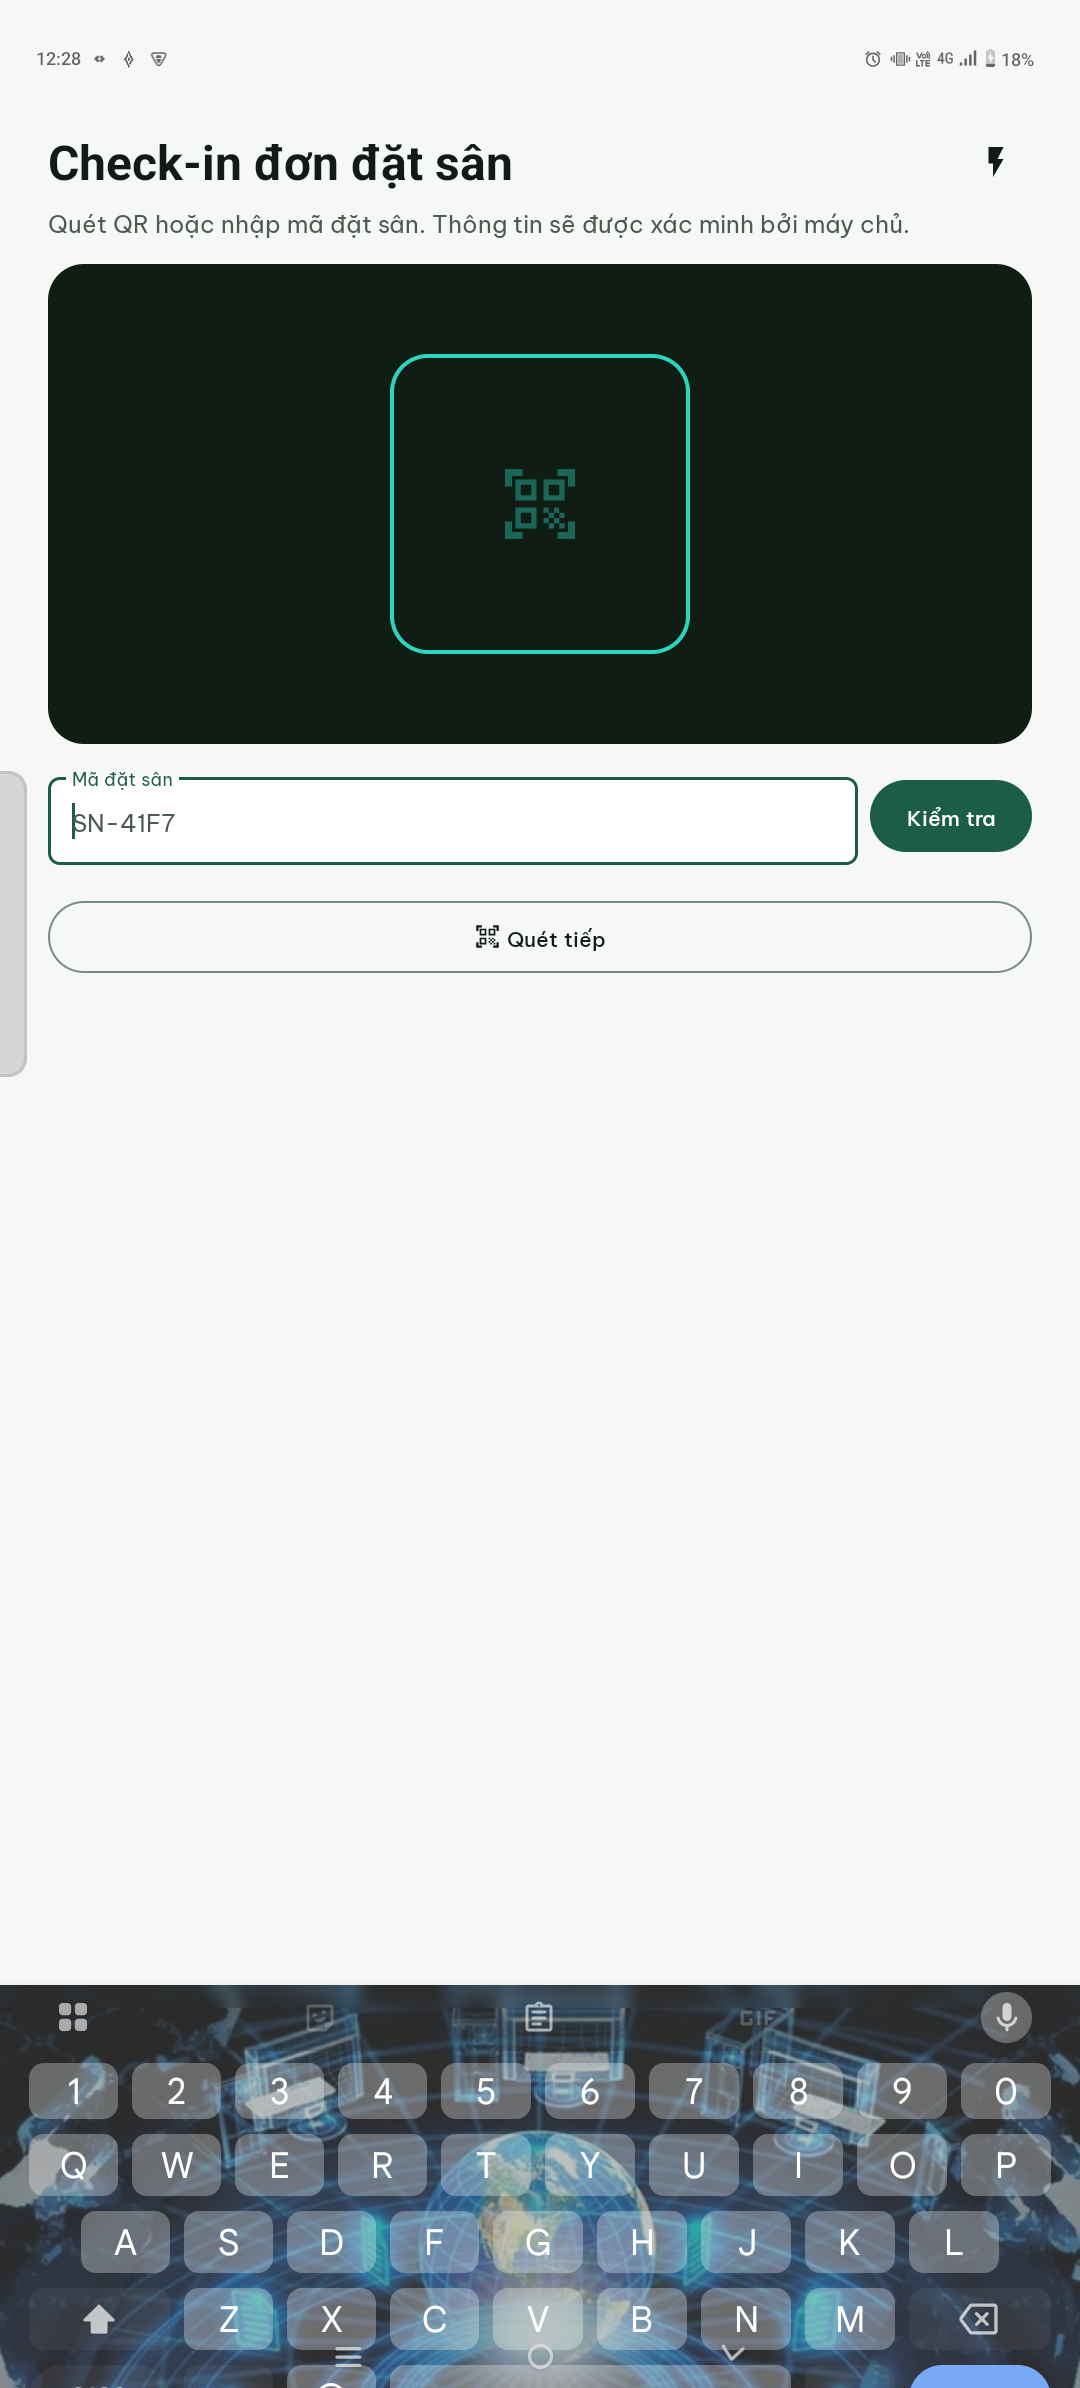 12:28 VoLTE 4G 18%
Check-in đơn đặt sân
Quét QR hoặc nhập mã đặt sân. Thông tin sẽ được xác minh bởi máy chủ.
Mã đặt sân
SN-41F7
Kiểm tra
Quét tiếp
GIF
1 2 3 4 5 6 7 8 9 0
Q W E R T Y U I O P
A S D F G H J K L
Z X C V B N M